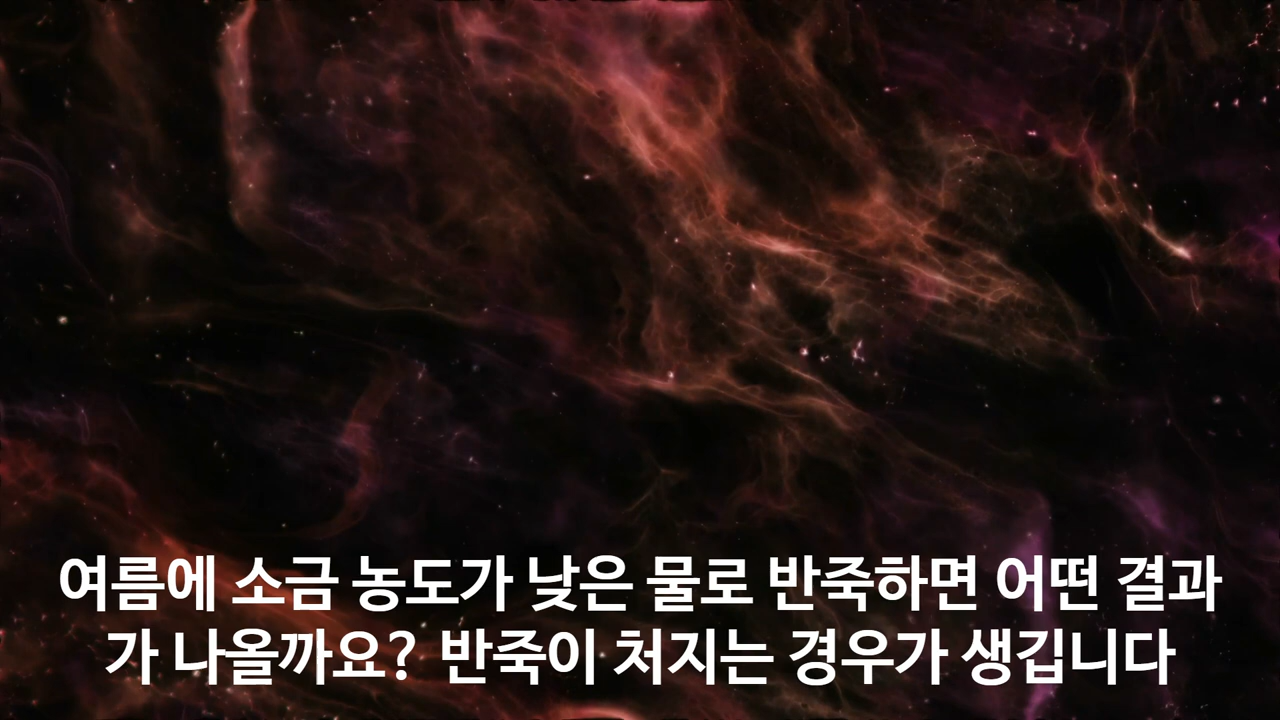 여름에 소금 농도가 낮은 물로 반죽하면 어떤 결과
가 나올까요? 반죽이 처지는 경우가 생깁니다